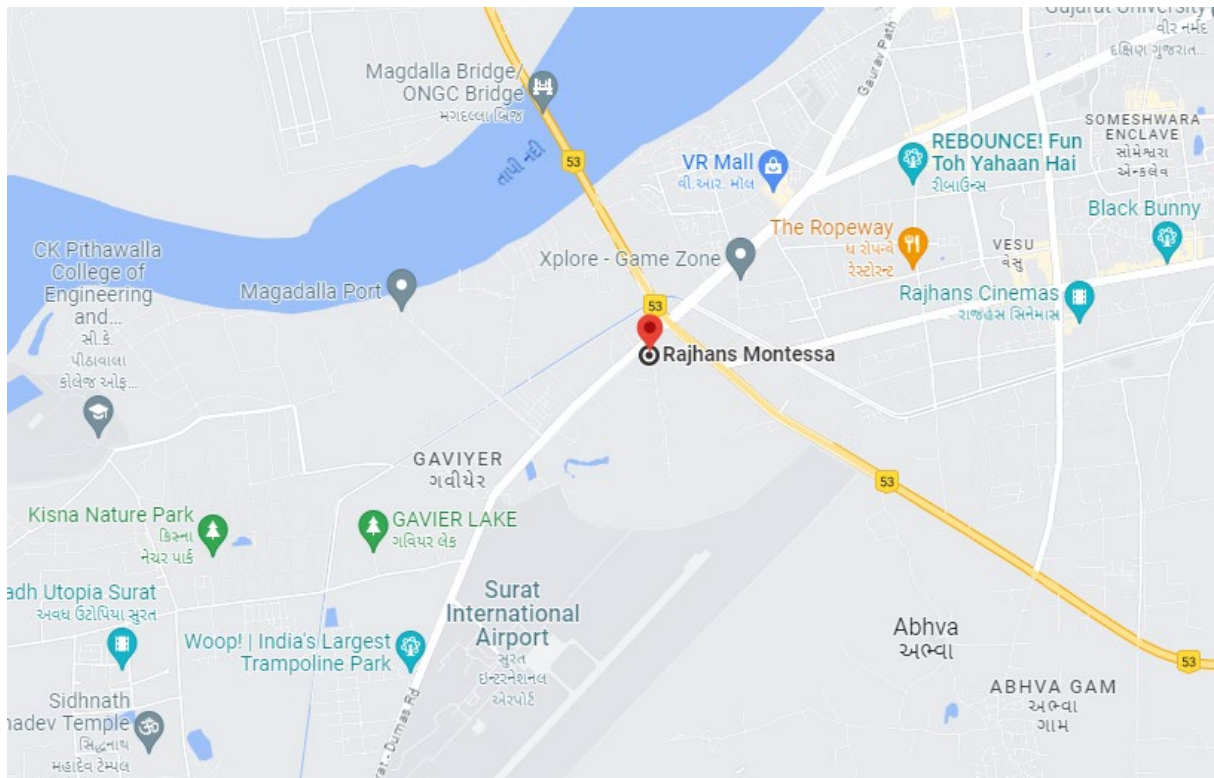 Gujarat University
વીર નર્મદ
દક્ષિણ ગુજરાત...
Gaurav Path
Magdalla Bridge/
ONGC Bridge
મગદલ્લા બ્રિજ
53
તાપી નદી
VR Mall
વી.આર. મૉલ
REBOUNCE! Fun
Toh Yahaan Hai
રીબાઉન્સ
SOMESHWARA
ENCLAVE
સોમેશ્વરા
એન્કલેવ
Black Bunny
The Ropeway
ધ રોપવે
રેસ્ટોરન્ટ
VESU
વેસુ
Xplore - Game Zone
CK Pithawalla
College of
Engineering
and...
સી.કે.
પીઠાવાલા
કોલેજ ઓફ...
Magadalla Port
Rajhans Cinemas
રાજહંસ સિનેમાસ
53
Rajhans Montessa
GAVIYER
ગવીયેર
53
Kisna Nature Park
કિસ્ના
નેચર પાર્ક
GAVIER LAKE
ગવિયર લેક
adh Utopia Surat
અવધ ઉટોપિયા સુરત
Surat
International
Airport
સુરત
ઇન્ટરનેશનલ
એરપોર્ટ
Woop! | India's Largest
Trampoline Park
Abhva
અભ્વા
53
ABHVA GAM
અભ્વા
ગામ
Sidhnath
nadev Temple
સિદ્ધનાથ
મહાદેવ ટેમ્પલ
rat - Dumas Rd